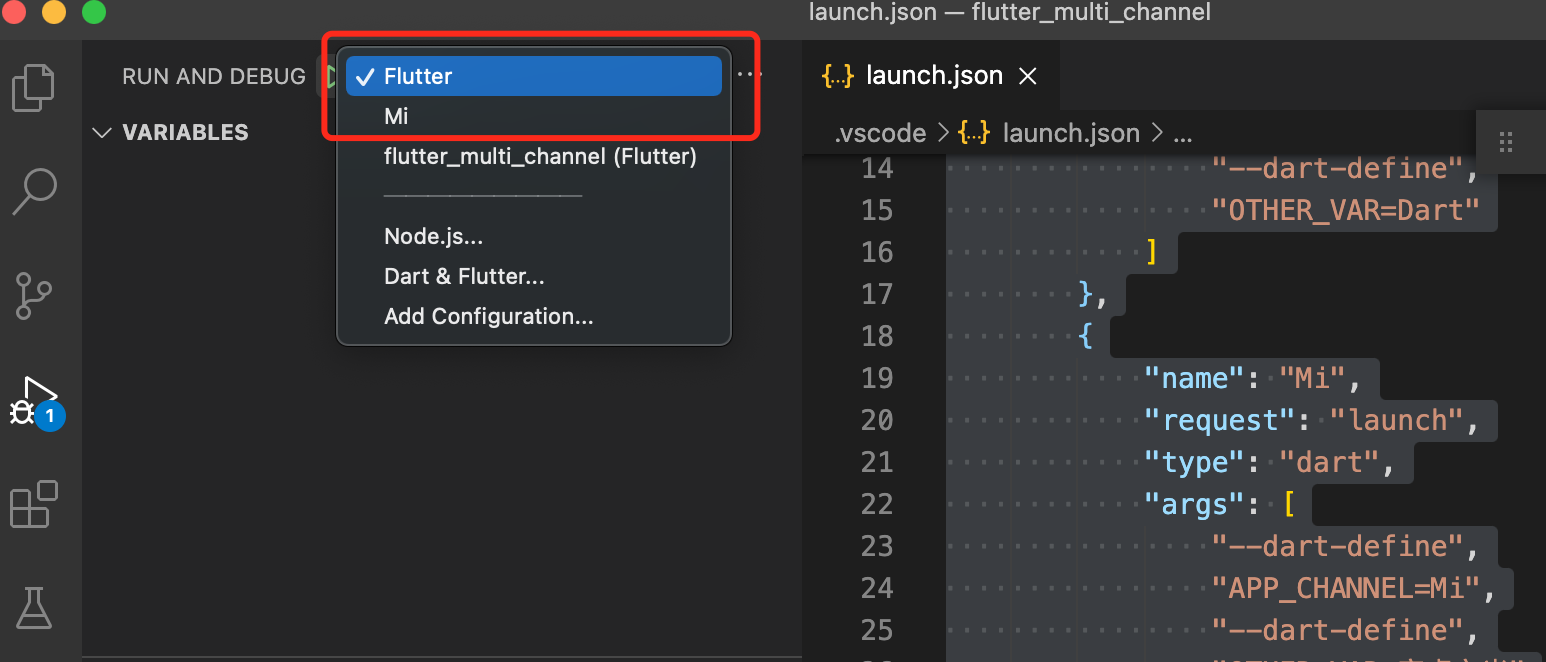 launch.json — flutter_multi_channel
RUN AND DEBUG
VARIABLES
Flutter
Mi
flutter_multi_channel (Flutter)
Node.js...
Dart & Flutter...
Add Configuration...
1
launch.json
.vscode > launch.json > ...
14 "--dart-define",
15 "OTHER_VAR=Dart"
16 ]
17 },
18 {
19 "name": "Mi",
20 "request": "launch",
21 "type": "dart",
22 "args": [
23 "--dart-define",
24 "APP_CHANNEL=Mi",
25 "--dart-define",